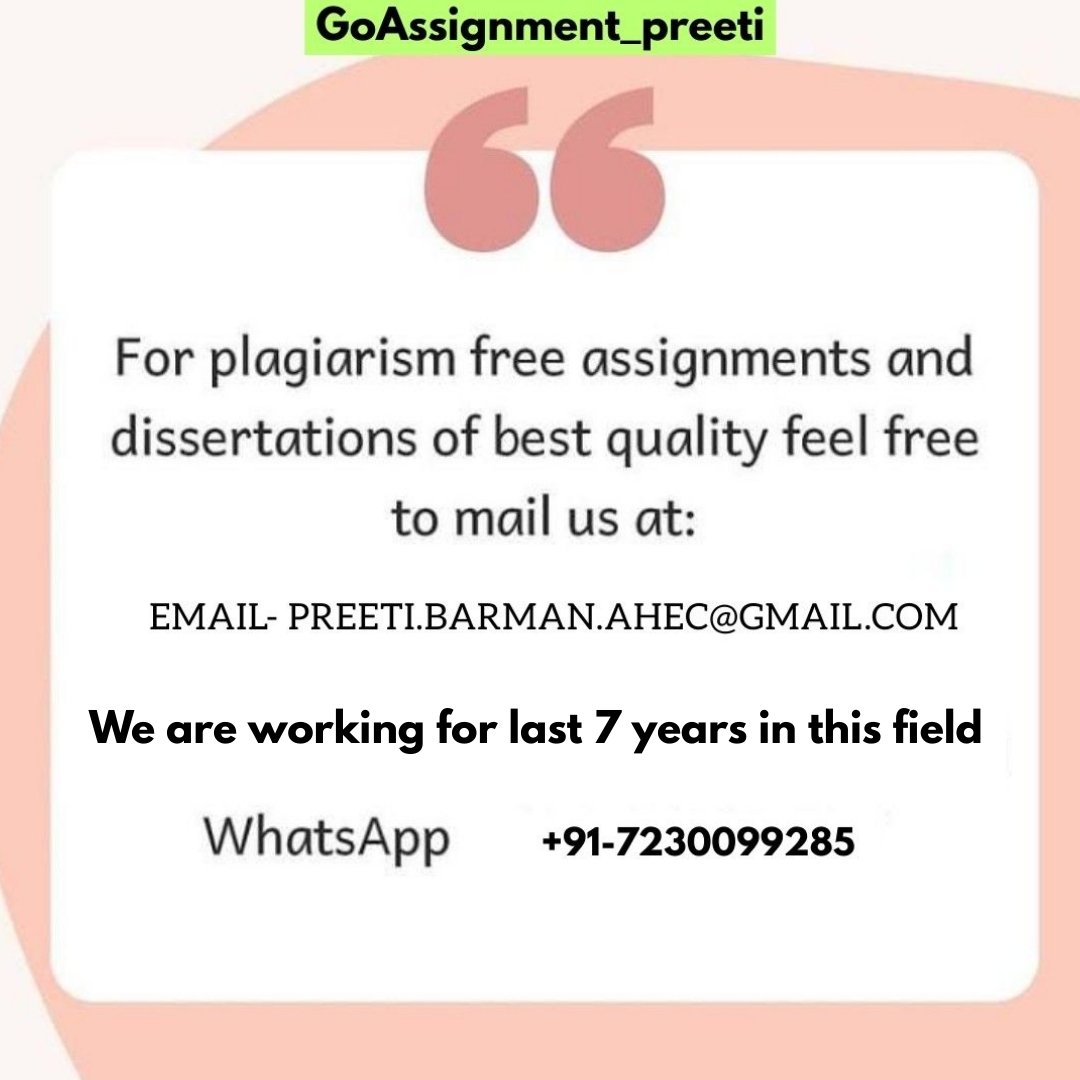 GoAssignment_preeti
For plagiarism free assignments and
dissertations of best quality feel free
to mail us at:
EMAIL- PREETI.BARMAN.AHEC@GMAIL.COM
We are working for last 7 years in this field
WhatsApp +91-7230099285